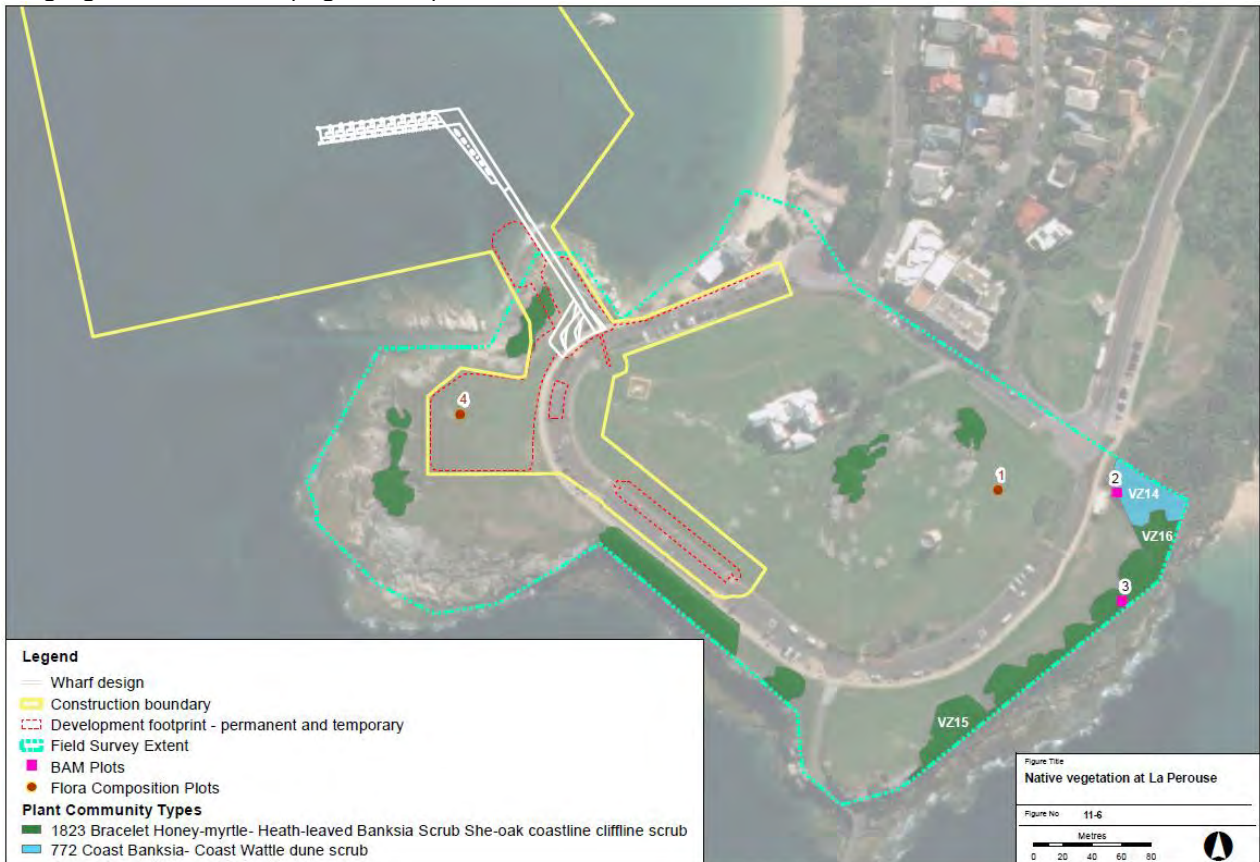 4
1
2
VZ14
VZ16
3
VZ15
Legend
Wharf design
Construction boundary
Development footprint - permanent and temporary
Field Survey Extent
BAM Plots
Flora Composition Plots
Plant Community Types
1823 Bracelet Honey-myrtle- Heath-leaved Banksia Scrub She-oak coastline cliffline scrub
772 Coast Banksia- Coast Wattle dune scrub
Figure Title
Native vegetation at La Perouse
Figure No 11-6
Metres
0 20 40 60 80